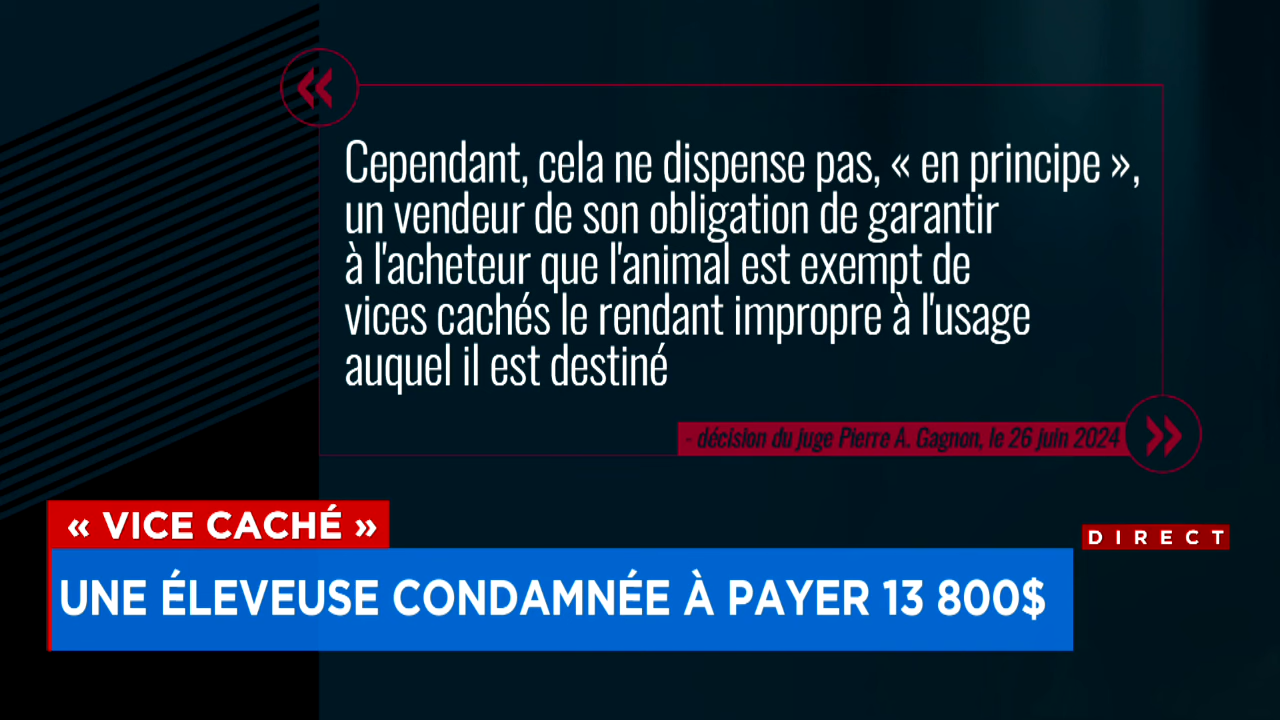 Cependant, cela ne dispense pas, « en principe »,
un vendeur de son obligation de garantir
à l'acheteur que l'animal est exempt de
vices cachés le rendant impropre à l'usage
auquel il est destiné
- décision du juge Pierre A. Gagnon, le 26 juin 2024
« VICE CACHÉ »
DIRECT
UNE ÉLEVEUSE CONDAMNÉE À PAYER 13 800$